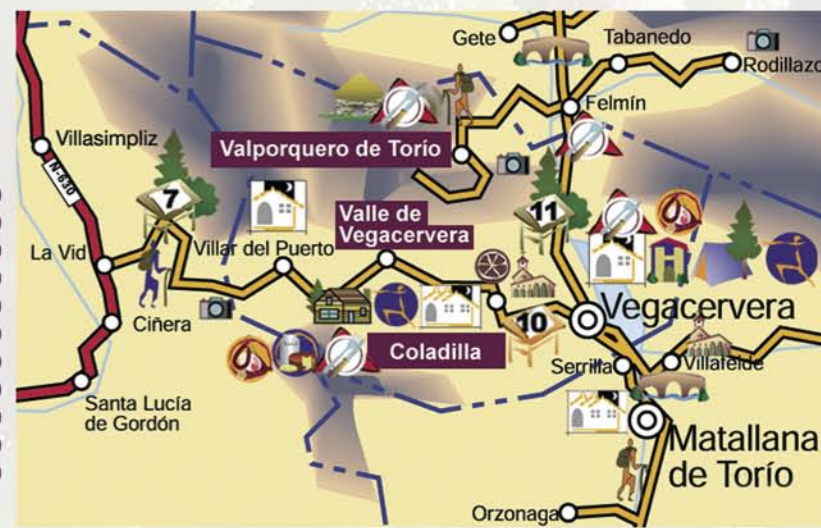 Gete
Tabanedo
Rodillazo
Felmín
Villasimpliz
Valporquero de Torío
N-630
7
11
Valle de
Vegacervera
La Vid
Villar del Puerto
H
Ciñera
10
Vegacervera
Coladilla
Serrilla
Villafelde
Santa Lucía
de Gordón
Matallana
de Torío
Orzonaga